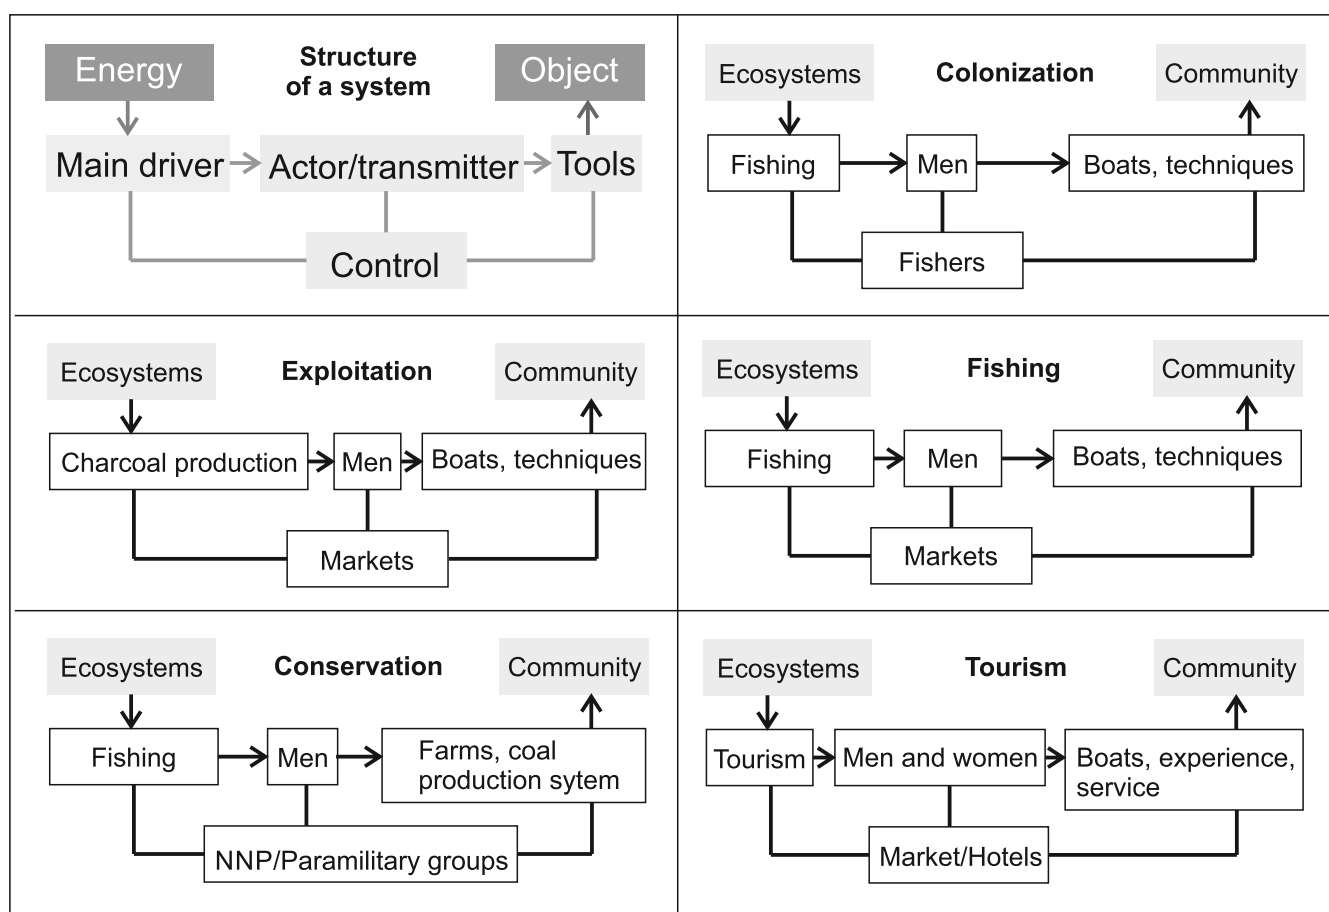 Structure
of a system
Energy
Object
Main driver
Actor/transmitter
Tools
Control
Colonization
Ecosystems
Community
Fishing
Men
Boats, techniques
Fishers
Exploitation
Ecosystems
Community
Charcoal production
Men
Boats, techniques
Markets
Fishing
Ecosystems
Community
Fishing
Men
Boats, techniques
Markets
Conservation
Ecosystems
Community
Fishing
Men
Farms, coal
production sytem
NNP/Paramilitary groups
Tourism
Ecosystems
Community
Tourism
Men and women
Boats, experience,
service
Market/Hotels